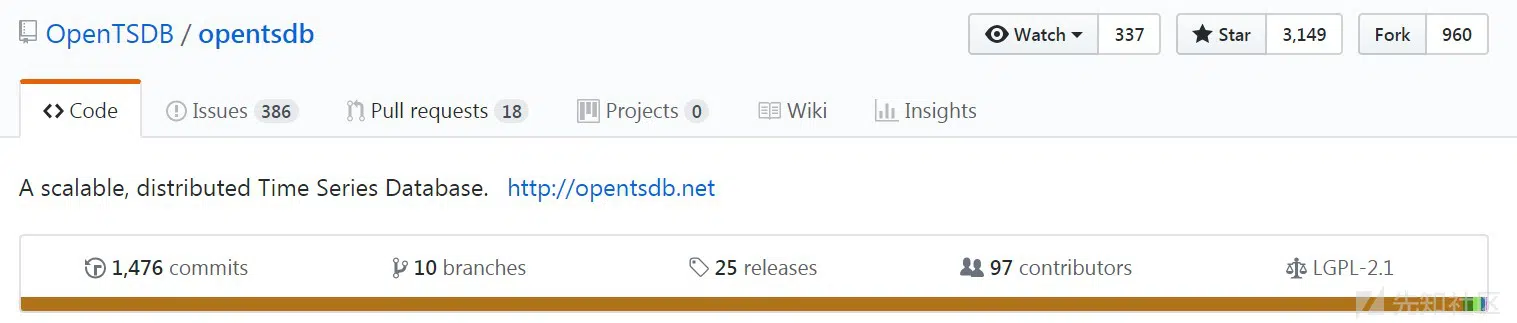 OpenTSDB / opentsdb Watch 337 Star 3,149 Fork 960
Code Issues 386 Pull requests 18 Projects 0 Wiki Insights
A scalable, distributed Time Series Database. http://opentsdb.net
1,476 commits 10 branches 25 releases 97 contributors LGPL-2.1
先知社区